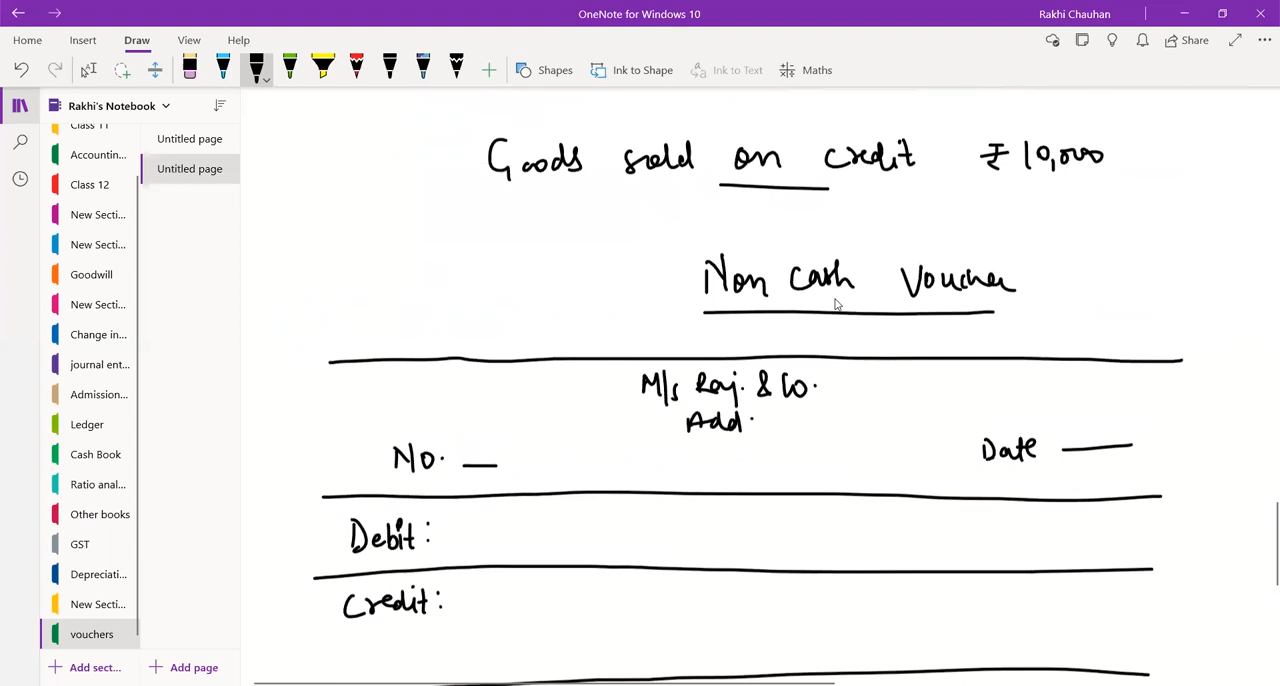 OneNote for Windows 10
Rakhi Chauhan
Home Insert Draw View Help
Share
Shapes Ink to Shape Ink to Text Maths
Rakhi's Notebook
Class 11
Accountin...
Class 12
New Secti...
New Secti...
Goodwill
New Secti...
Change in...
journal ent...
Admission...
Ledger
Cash Book
Ratio anal...
Other books
GST
Depreciati...
New Secti...
vouchers
Add sect...
Untitled page
Untitled page
Add page
Goods sold on credit ₹10,000
Non Cash Voucher
M/s Raj. & Co.
Add.
No. __ Date __
Debit:
Credit: